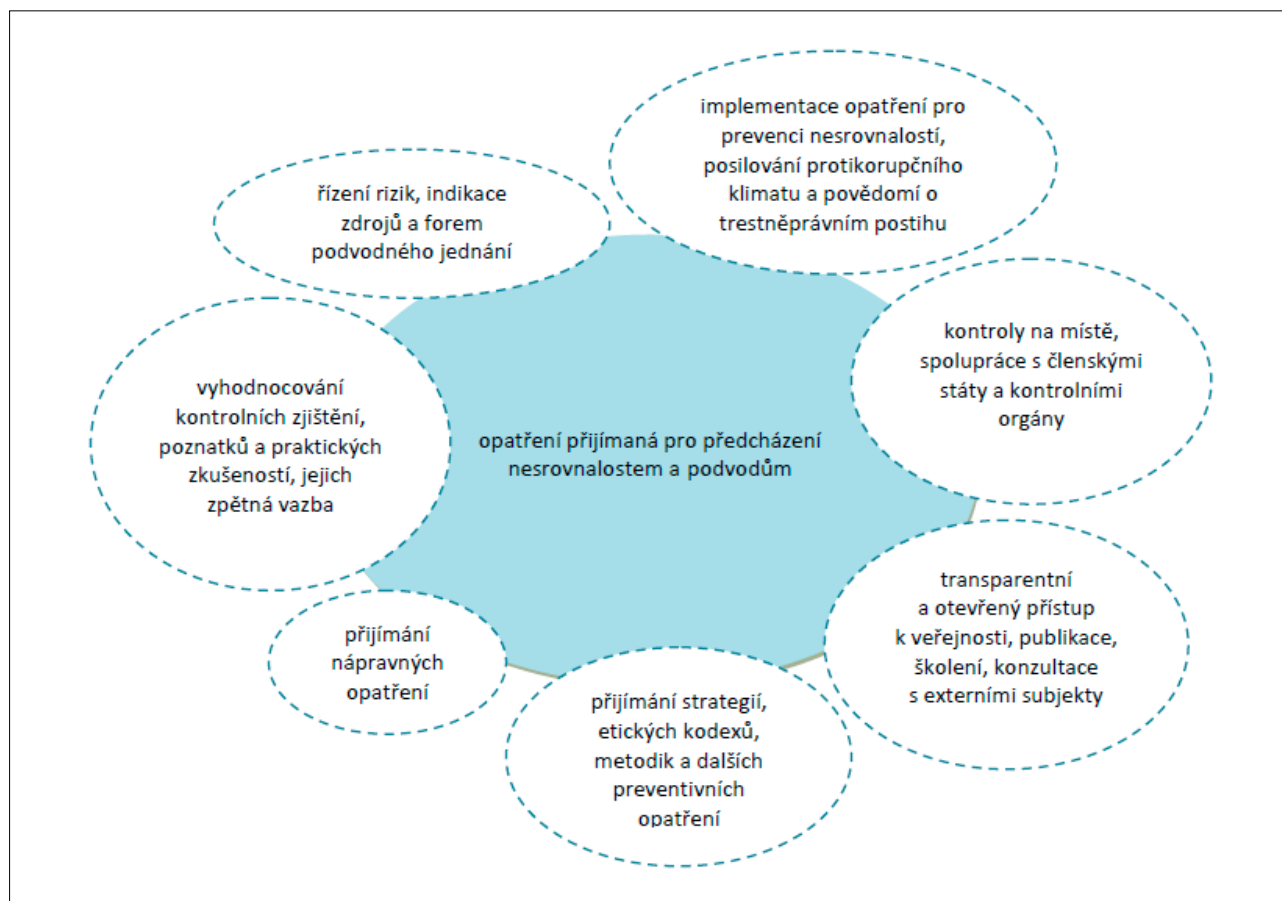 implementace opatření pro
prevenci nesrovnalostí,
posilování protikorupčního
klimatu a povědomí o
trestněprávním postihu
řízení rizik, indikace
zdrojů a forem
podvodného jednání
kontroly na místě,
spolupráce s členskými
státy a kontrolními
orgány
vyhodnocování
kontrolních zjištění,
poznatků a praktických
zkušeností, jejich
zpětná vazba
opatření přijímaná pro předcházení
nesrovnalostem a podvodům
transparentní
a otevřený přístup
k veřejnosti, publikace,
školení, konzultace
s externími subjekty
přijímání
nápravných
opatření
přijímání strategií,
etických kodexů,
metodik a dalších
preventivních
opatření